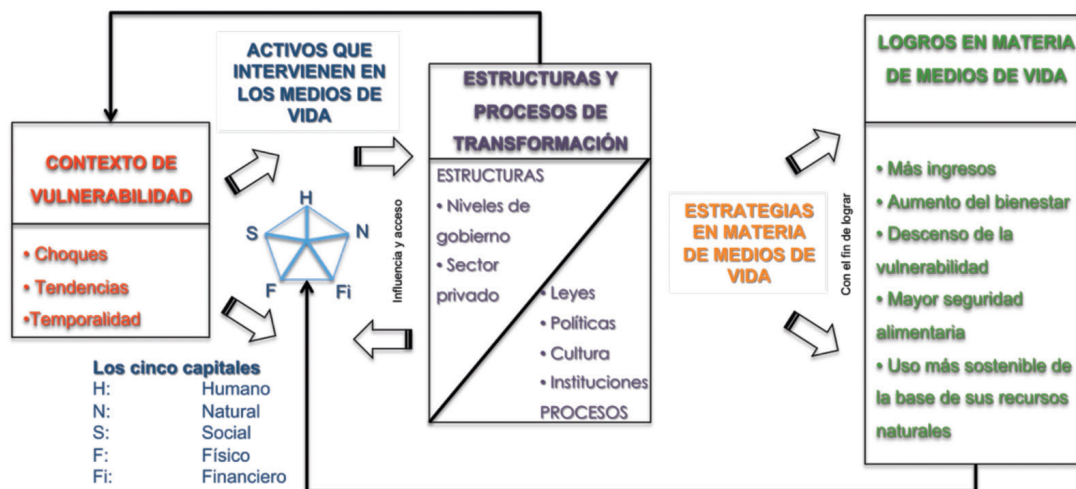 CONTEXTO DE
VULNERABILIDAD
• Choques
• Tendencias
•Temporalidad
ACTIVOS QUE
INTERVIENEN EN
LOS MEDIOS DE
VIDA
H
S
N
F
Fi
Los cinco capitales
H: Humano
N: Natural
S: Social
F: Físico
Fi: Financiero
Influencia y acceso
ESTRUCTURAS Y
PROCESOS DE
TRANSFORMACIÓN
ESTRUCTURAS
• Niveles de
gobierno
• Sector
privado
• Leyes
• Políticas
• Cultura
• Instituciones
PROCESOS
ESTRATEGIAS
EN MATERIA
DE MEDIOS DE
VIDA
Con el fin de lograr
LOGROS EN MATERIA
DE MEDIOS DE VIDA
• Más ingresos
• Aumento del bienestar
• Descenso de la
vulnerabilidad
• Mayor seguridad
alimentaria
• Uso más sostenible de
la base de sus recursos
naturales